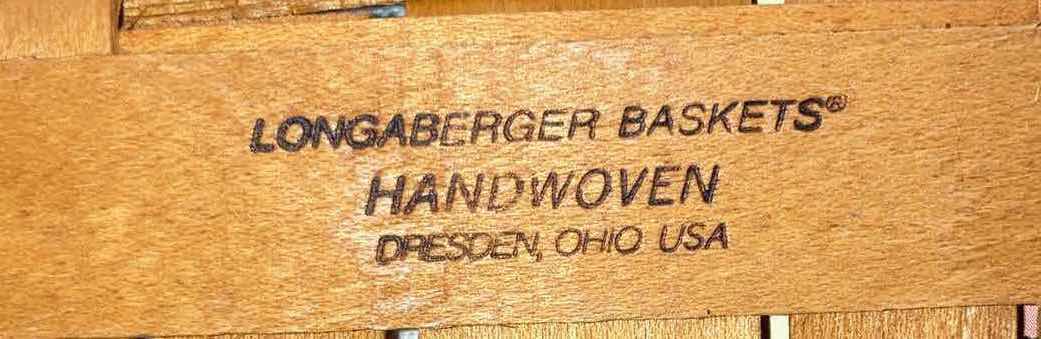 LONGABERGER BASKETS®
HANDWOVEN
DRESDEN, OHIO USA